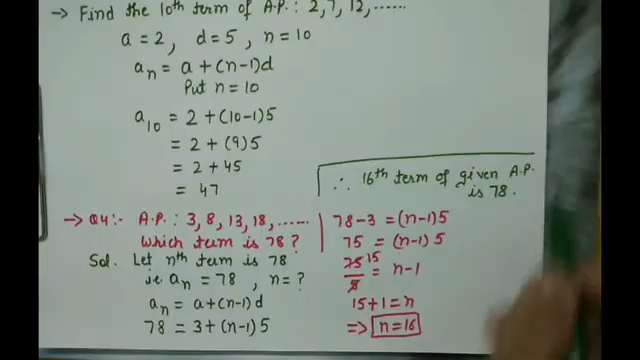 → Find the 10th term of A.P.: 2, 7, 12, ......
a = 2, d = 5, n = 10
aₙ = a + (n-1)d
Put n = 10
a₁₀ = 2 + (10-1)5
= 2 + (9)5
= 2 + 45
= 47
→ Q4:- A.P.: 3, 8, 13, 18, ......
Which term is 78?
Sol. Let nth term is 78
i.e aₙ = 78, n = ?
aₙ = a + (n-1)d
78 = 3 + (n-1)5
78 - 3 = (n-1)5
75 = (n-1)5
75/5 15 = n-1
15 + 1 = n
⇒ n = 16
∴ 16th term of given A.P.
is 78.